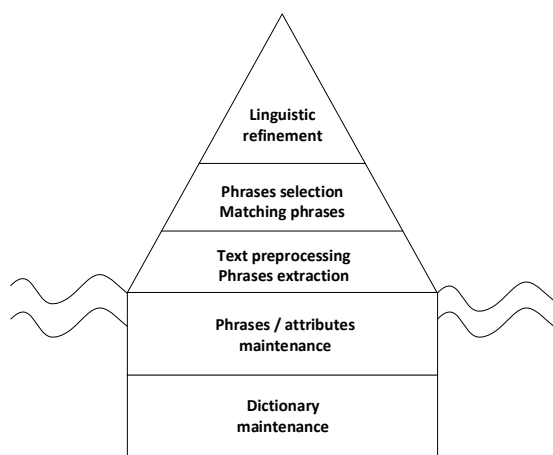 Linguistic
refinement
Phrases selection
Matching phrases
Text preprocessing
Phrases extraction
Phrases / attributes
maintenance
Dictionary
maintenance